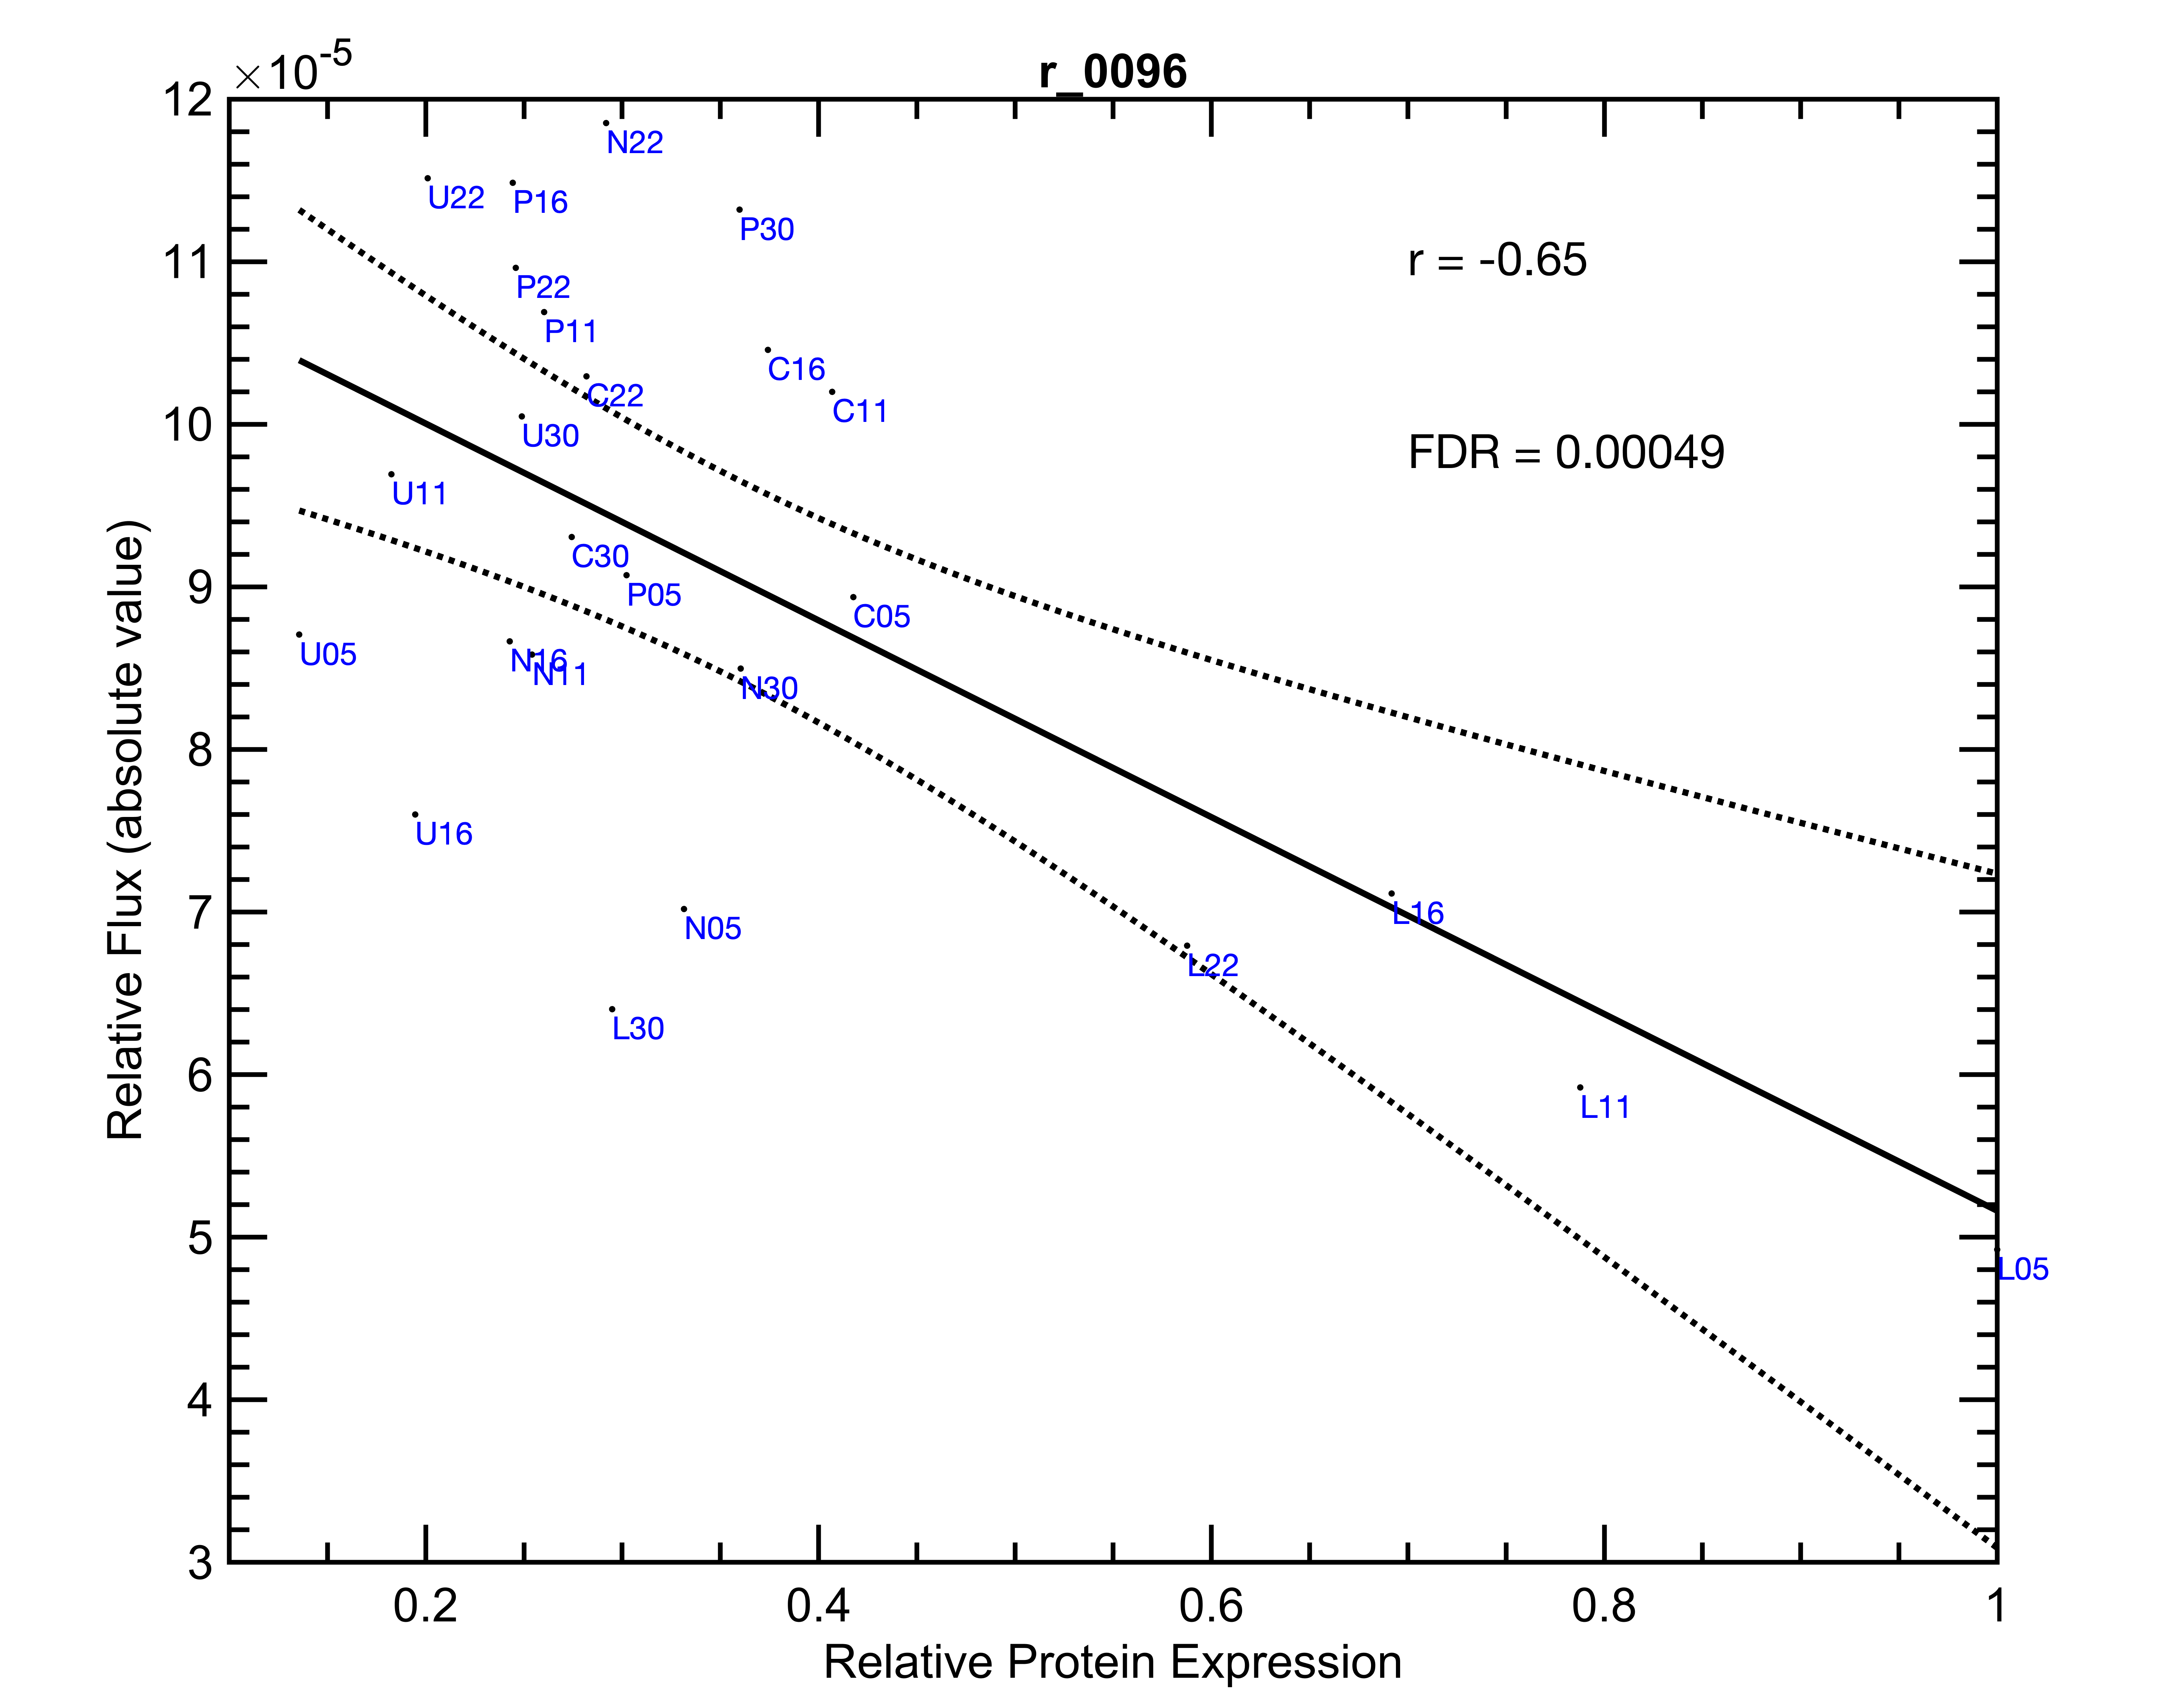 ×10-5
r_0096
12
11
10
9
8
7
6
5
4
3
Relative Flux (absolute value)
N22
U22
P16
P30
P22
P11
C16
C22
C11
U30
U11
C30
P05
C05
U05
N16
N11
N30
U16
L16
N05
L22
L30
L11
L05
r = -0.65
FDR = 0.00049
0.2
0.4
0.6
0.8
1
Relative Protein Expression